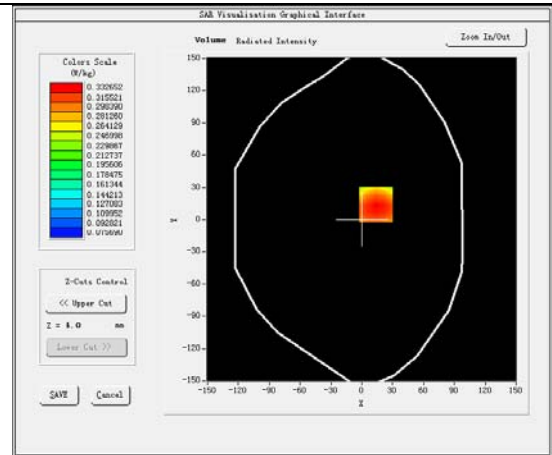 SAR Visualisation Graphical Interface
Volume Radiated Intensity
Zoom In/Out
Colors Scale
(W/kg)
0.332652
0.315521
0.298390
0.281260
0.264129
0.246998
0.229867
0.212737
0.195606
0.178475
0.161344
0.144213
0.127083
0.109952
0.092821
0.075690
Z-Cuts Control
<< Upper Cut
Z = 4.0 mm
Lower Cut >>
SAVE Cancel
150
120
90
60
30
0
-30
-60
-90
-120
-150
Y
-150 -120 -90 -60 -30 0 30 60 90 120 150
X